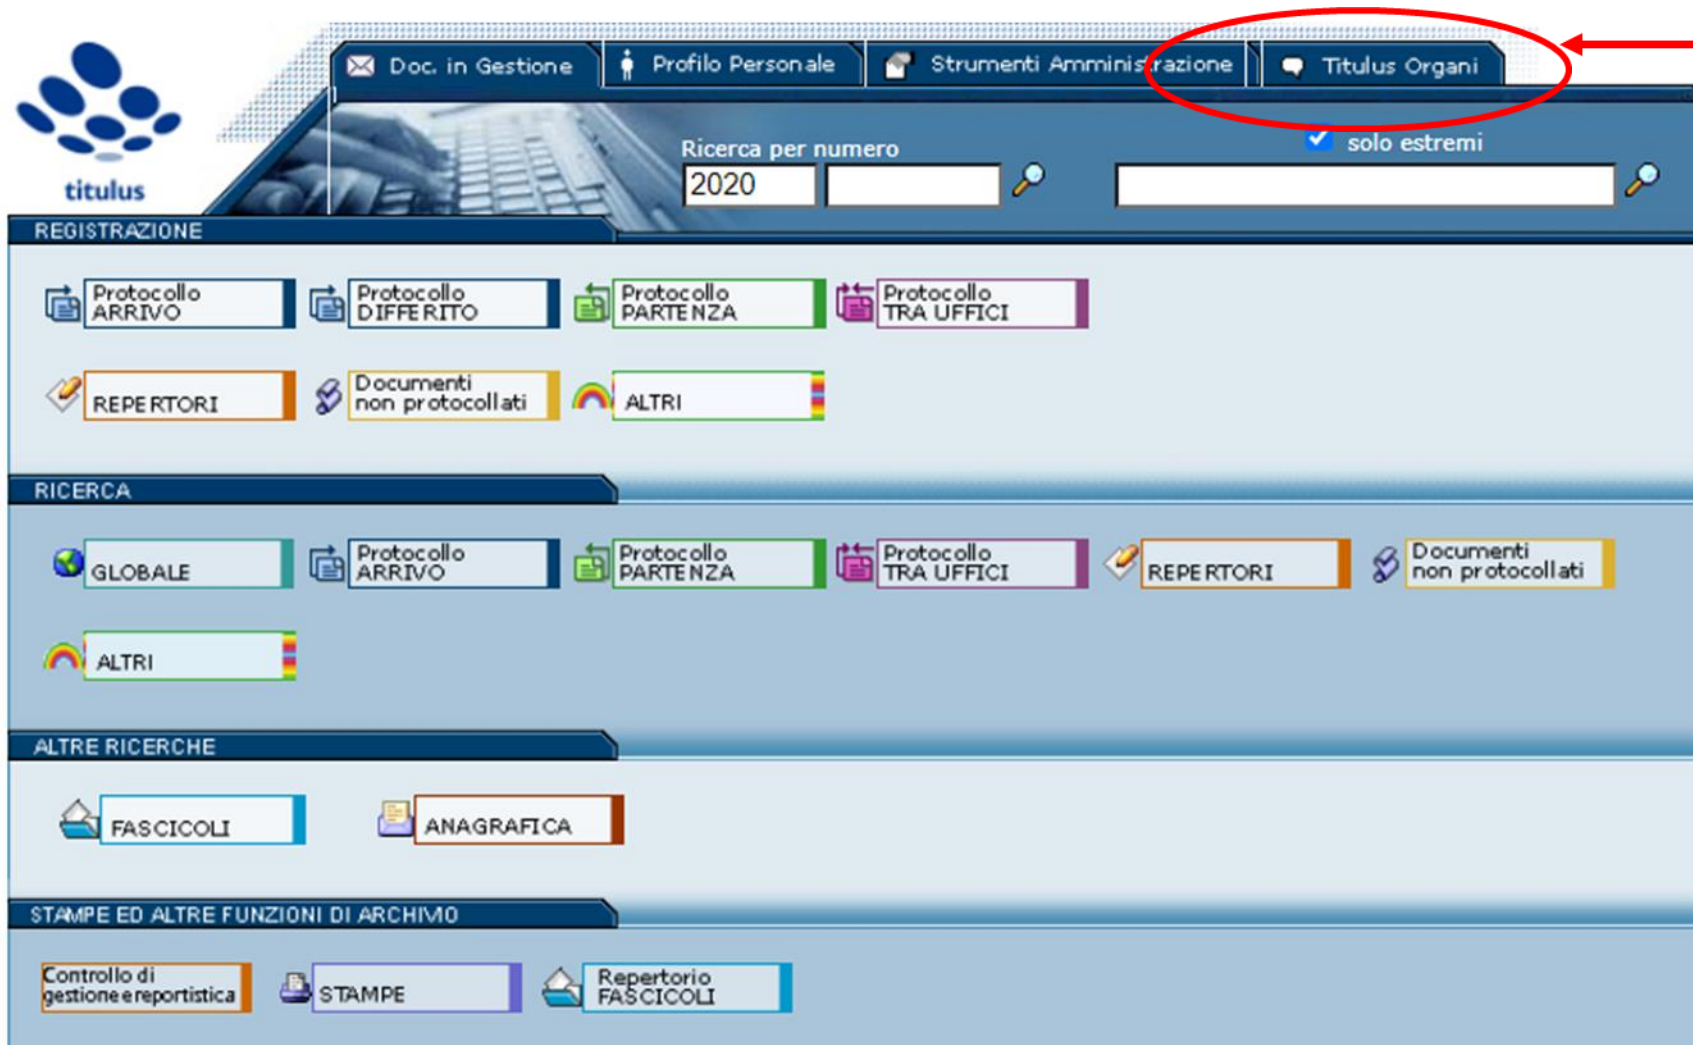 Doc. in Gestione
Profilo Personale
Strumenti Amministrazione
Titulus Organi
titulus
Ricerca per numero
solo estremi
2020
REGISTRAZIONE
Protocollo
ARRIVO
Protocollo
DIFFERITO
Protocollo
PARTENZA
Protocollo
TRA UFFICI
REPERTORI
Documenti
non protocollati
ALTRI
RICERCA
GLOBALE
Protocollo
ARRIVO
Protocollo
PARTENZA
Protocollo
TRA UFFICI
REPERTORI
Documenti
non protocollati
ALTRI
ALTRE RICERCHE
FASCICOLI
ANAGRAFICA
STAMPE ED ALTRE FUNZIONI DI ARCHIVIO
Controllo di
gestione e reportistica
STAMPE
Repertorio
FASCICOLI